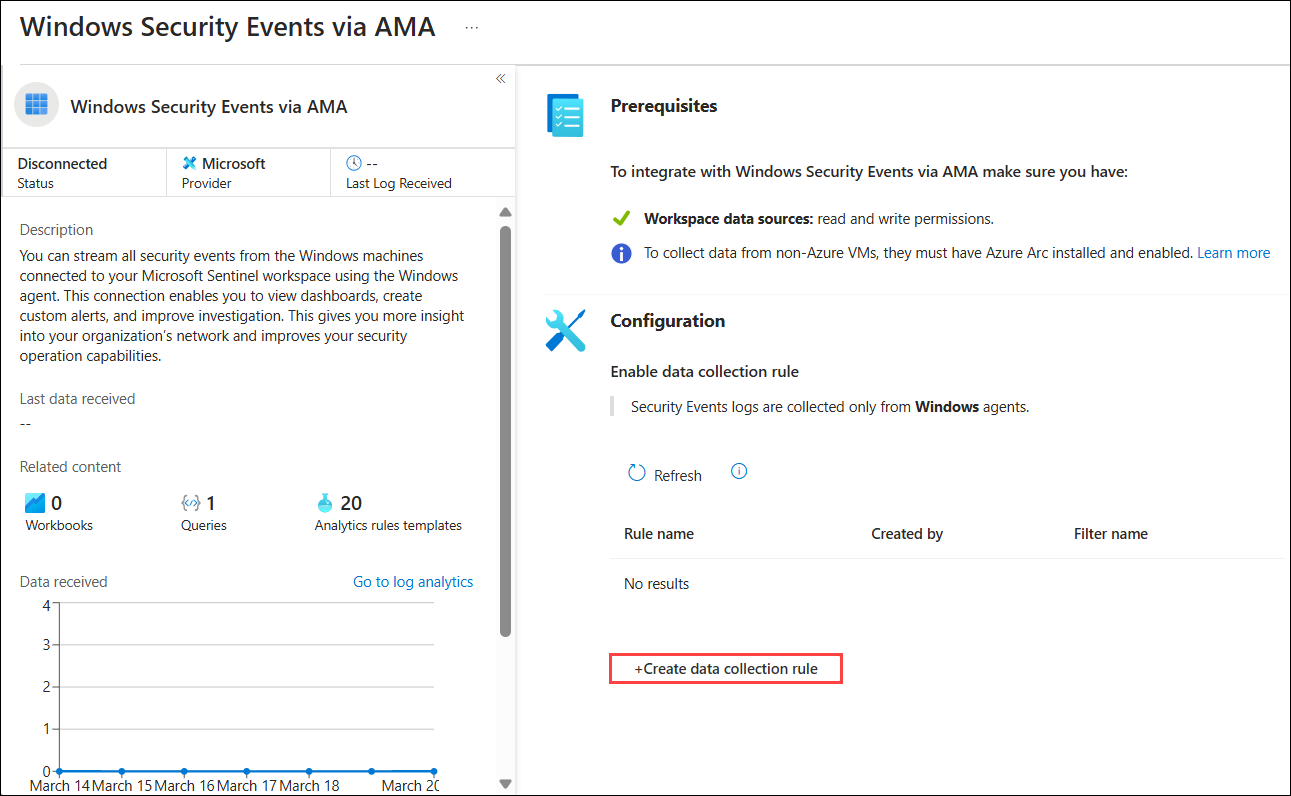 Windows Security Events via AMA ...
«
Windows Security Events via AMA
Disconnected
Status
Microsoft
Provider
--
Last Log Received
Description
You can stream all security events from the Windows machines
connected to your Microsoft Sentinel workspace using the Windows
agent. This connection enables you to view dashboards, create
custom alerts, and improve investigation. This gives you more insight
into your organization’s network and improves your security
operation capabilities.
Last data received
--
Related content
0
Workbooks
1
Queries
20
Analytics rules templates
Data received
Go to log analytics
4
3
2
1
0
March 14 March 15 March 16 March 17 March 18 March 20
Prerequisites
To integrate with Windows Security Events via AMA make sure you have:
Workspace data sources: read and write permissions.
To collect data from non-Azure VMs, they must have Azure Arc installed and enabled. Learn more
Configuration
Enable data collection rule
Security Events logs are collected only from Windows agents.
Refresh
Rule name Created by Filter name
No results
+Create data collection rule